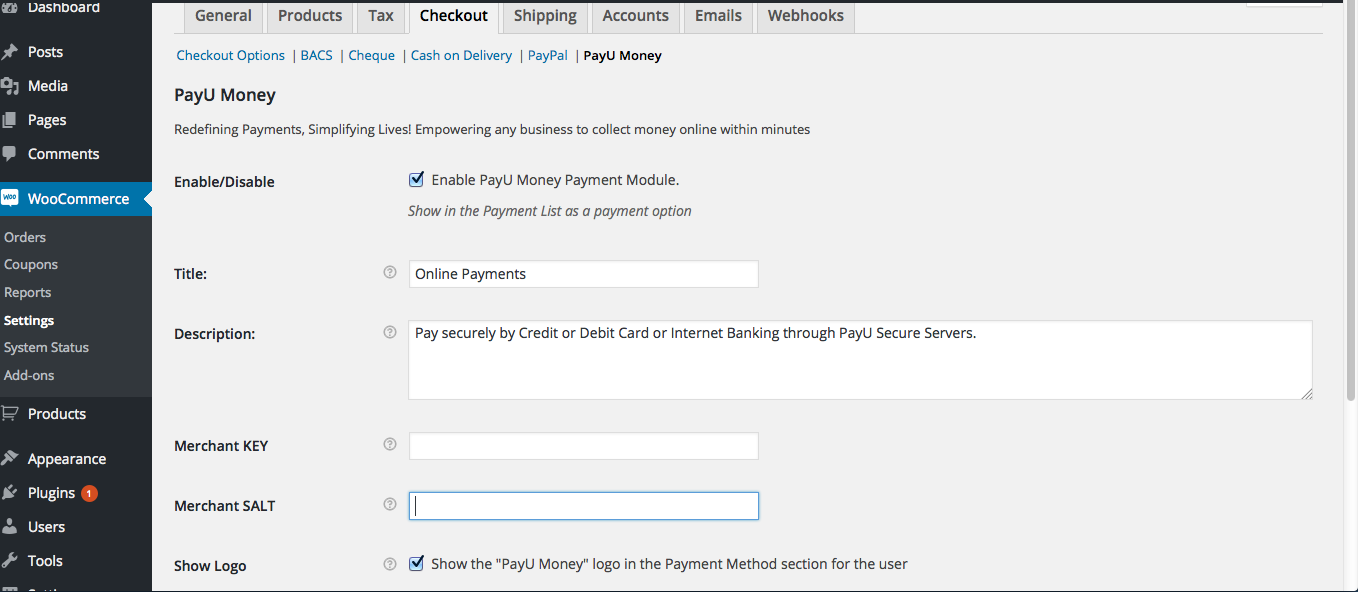 Dashboard
Posts
Media
Pages
Comments
WooCommerce
Orders
Coupons
Reports
Settings
System Status
Add-ons
Products
Appearance
Plugins 1
Users
Tools
General Products Tax Checkout Shipping Accounts Emails Webhooks
Checkout Options | BACS | Cheque | Cash on Delivery | PayPal | PayU Money
PayU Money
Redefining Payments, Simplifying Lives! Empowering any business to collect money online within minutes
Enable/Disable Enable PayU Money Payment Module.
Show in the Payment List as a payment option
Title: ? Online Payments
Description: ? Pay securely by Credit or Debit Card or Internet Banking through PayU Secure Servers.
Merchant KEY ?
Merchant SALT ?
Show Logo ? Show the "PayU Money" logo in the Payment Method section for the user